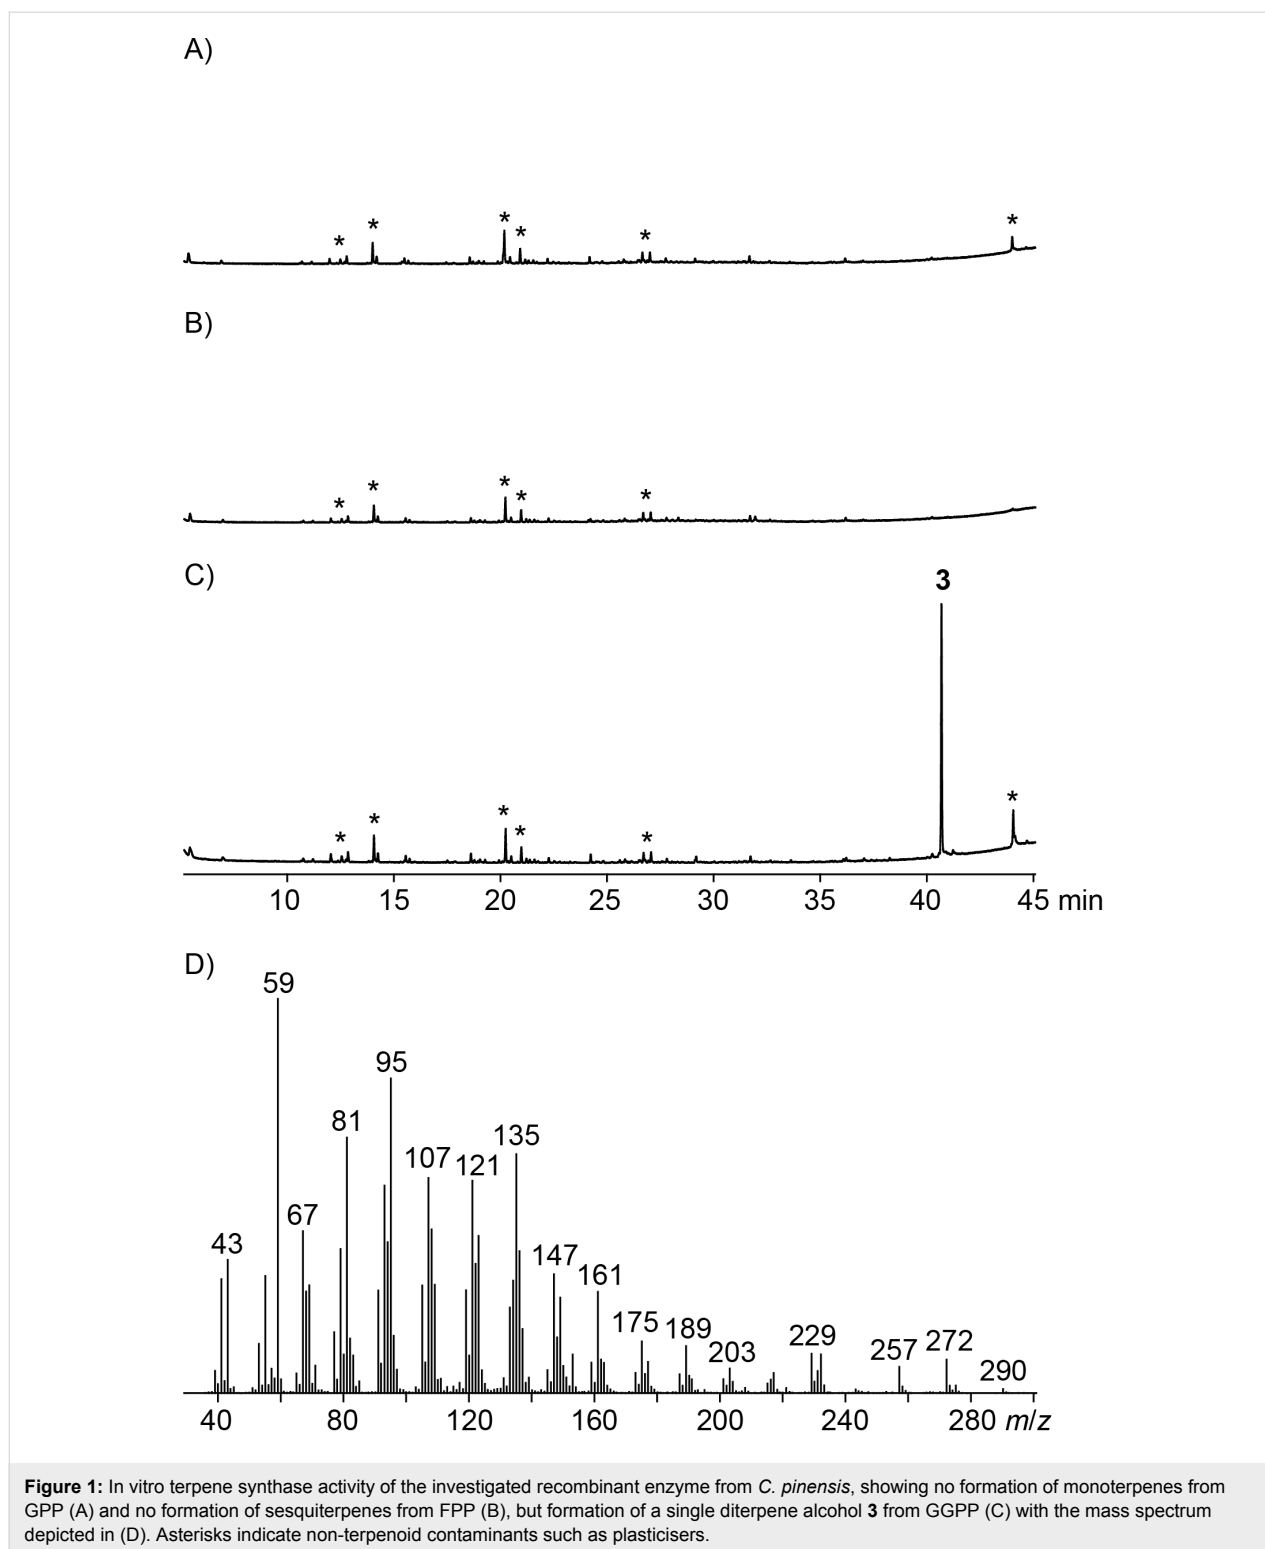 A)
* * * * * *
B)
* * * * *
C)
3
* * * * * *
10 15 20 25 30 35 40 45 min
D)
59
95
81
135
107 121
67
43
147
161
175 189
203
229
257 272
290
40 80 120 160 200 240 280 m/z
Figure 1: In vitro terpene synthase activity of the investigated recombinant enzyme from C. pinensis, showing no formation of monoterpenes from
GPP (A) and no formation of sesquiterpenes from FPP (B), but formation of a single diterpene alcohol 3 from GGPP (C) with the mass spectrum
depicted in (D). Asterisks indicate non-terpenoid contaminants such as plasticisers.